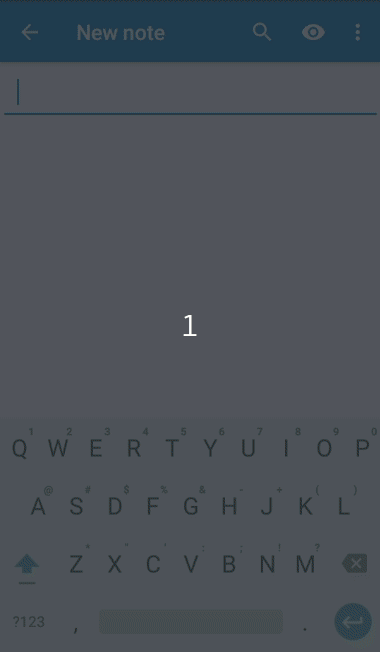 New note
1
1 2 3 4 5 6 7 8 9 0
Q W E R T Y U I O P
@ # $ % & - + ( )
A S D F G H J K L
Z X C V B N M
?123 , .